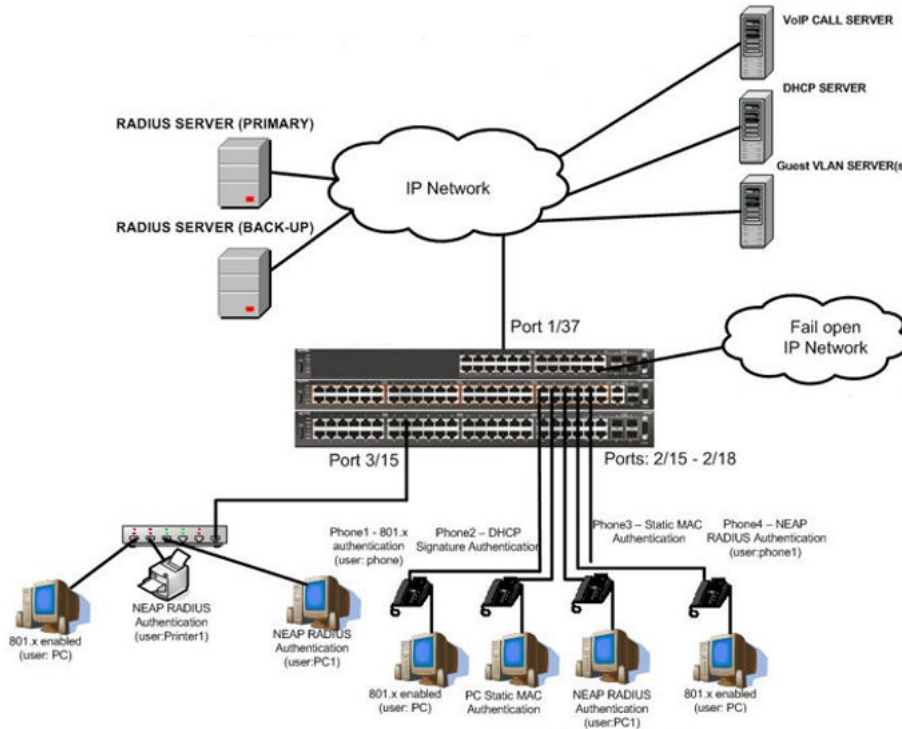 VoIP CALL SERVER
DHCP SERVER
RADIUS SERVER (PRIMARY)
Guest VLAN SERVER(s
IP Network
RADIUS SERVER (BACK-UP)
Port 1/37
Fail open
IP Network
Port 3/15
Ports: 2/15 - 2/18
Phone1 - 801.x
authentication
(user: phone)
Phone2 – DHCP
Signature Authentication
Phone3 – Static MAC
Authentication
Phone4 – NEAP
RADIUS Authentication
(user:phone1)
801.x enabled
(user: PC)
NEAP RADIUS
Authentication
(user:Printer1)
NEAP RADIUS
Authentication
(user:PC1)
801.x enabled
(user: PC)
PC Static MAC
Authentication
NEAP RADIUS
Authentication
(user:PC1)
801.x enabled
(user: PC)